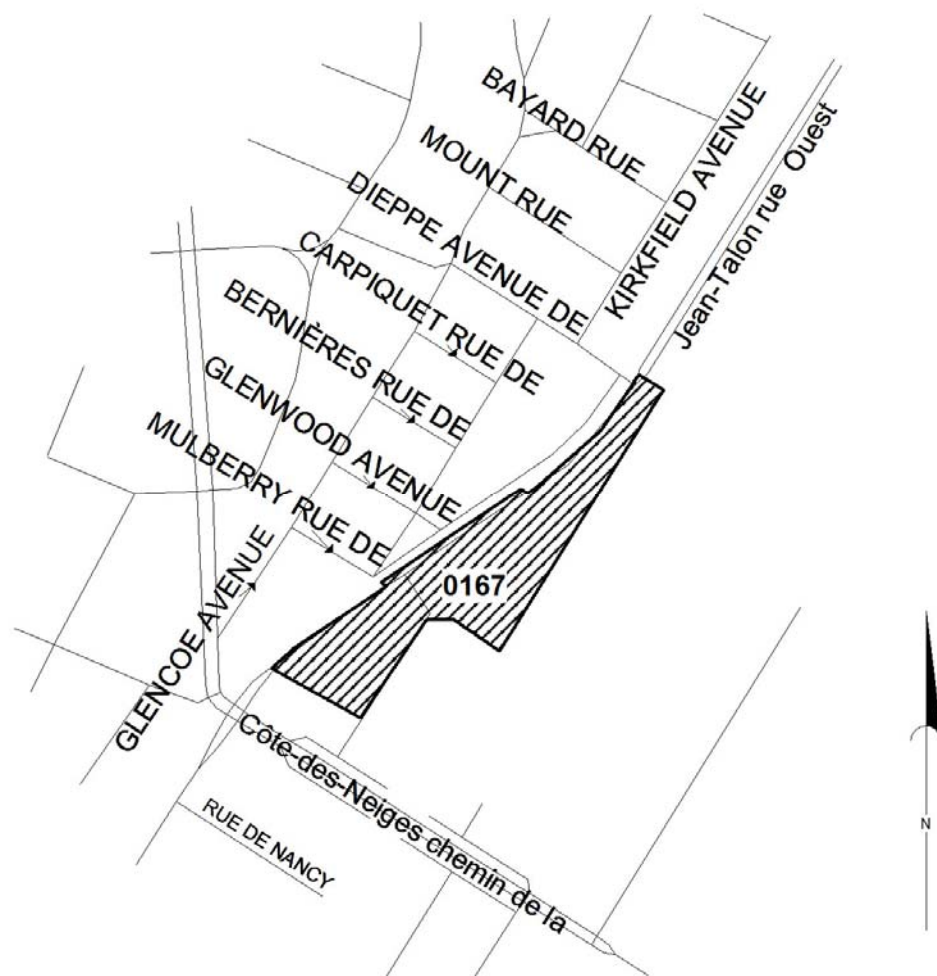 BAYARD RUE
MOUNT RUE
DIEPPE AVENUE DE
CARPIQUET RUE DE
BERNIÈRES RUE DE
GLENWOOD AVENUE
MULBERRY RUE DE
KIRKFIELD AVENUE
Jean-Talon rue Ouest
GLENCOE AVENUE
0167
Côte-des-Neiges chemin de la
RUE DE NANCY
N